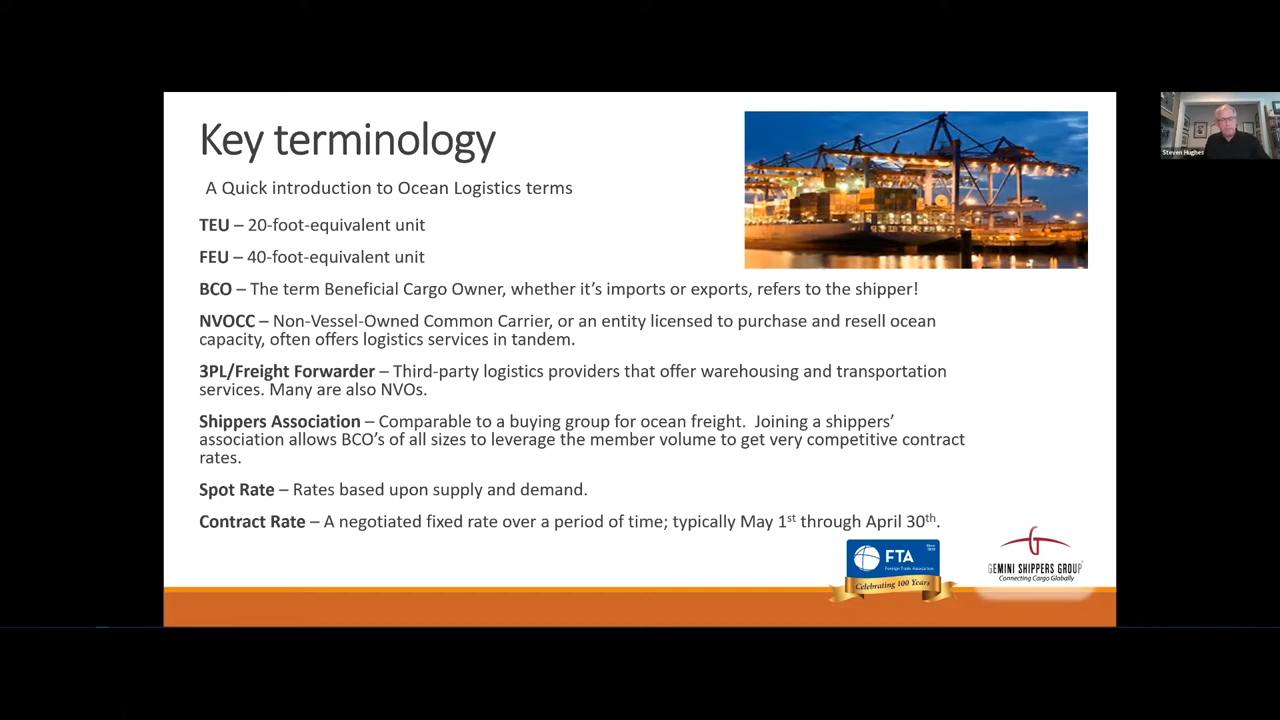 Key terminology
A Quick introduction to Ocean Logistics terms
TEU – 20-foot-equivalent unit
FEU – 40-foot-equivalent unit
BCO – The term Beneficial Cargo Owner, whether it’s imports or exports, refers to the shipper!
NVOCC – Non-Vessel-Owned Common Carrier, or an entity licensed to purchase and resell ocean
capacity, often offers logistics services in tandem.
3PL/Freight Forwarder – Third-party logistics providers that offer warehousing and transportation
services. Many are also NVOs.
Shippers Association – Comparable to a buying group for ocean freight.  Joining a shippers’
association allows BCO’s of all sizes to leverage the member volume to get very competitive contract
rates.
Spot Rate – Rates based upon supply and demand.
Contract Rate – A negotiated fixed rate over a period of time; typically May 1st through April 30th.
Steven Hughes
FTA
Foreign Trade Association
Celebrating 100 Years
GEMINI SHIPPERS GROUP
Connecting Cargo Globally